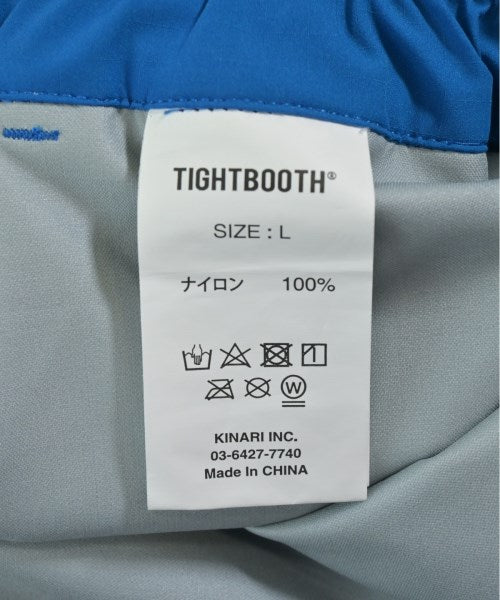 TIGHTBOOTH®
SIZE : L
ナイロン 100%
W
KINARI INC.
03-6427-7740
Made In CHINA